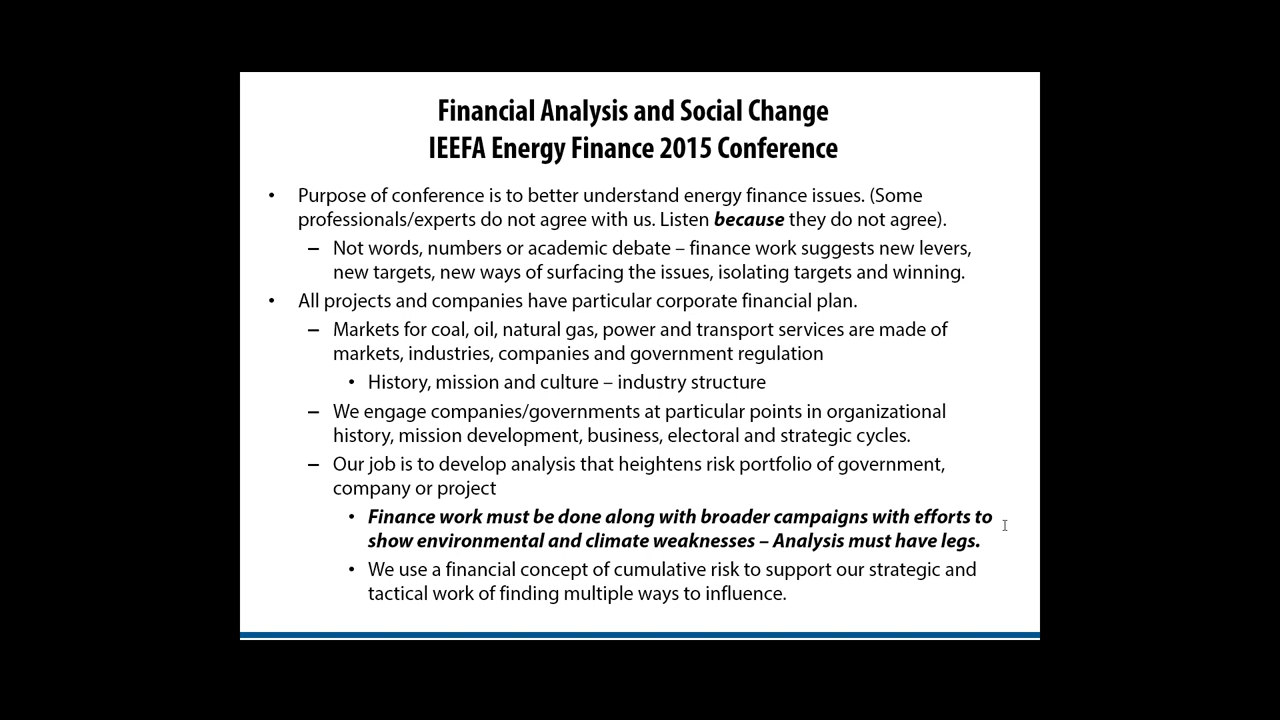 Financial Analysis and Social Change
IEEFA Energy Finance 2015 Conference
• Purpose of conference is to better understand energy finance issues. (Some
professionals/experts do not agree with us. Listen because they do not agree).
– Not words, numbers or academic debate – finance work suggests new levers,
new targets, new ways of surfacing the issues, isolating targets and winning.
• All projects and companies have particular corporate financial plan.
– Markets for coal, oil, natural gas, power and transport services are made of
markets, industries, companies and government regulation
• History, mission and culture – industry structure
– We engage companies/governments at particular points in organizational
history, mission development, business, electoral and strategic cycles.
– Our job is to develop analysis that heightens risk portfolio of government,
company or project
• Finance work must be done along with broader campaigns with efforts to
show environmental and climate weaknesses – Analysis must have legs.
• We use a financial concept of cumulative risk to support our strategic and
tactical work of finding multiple ways to influence.